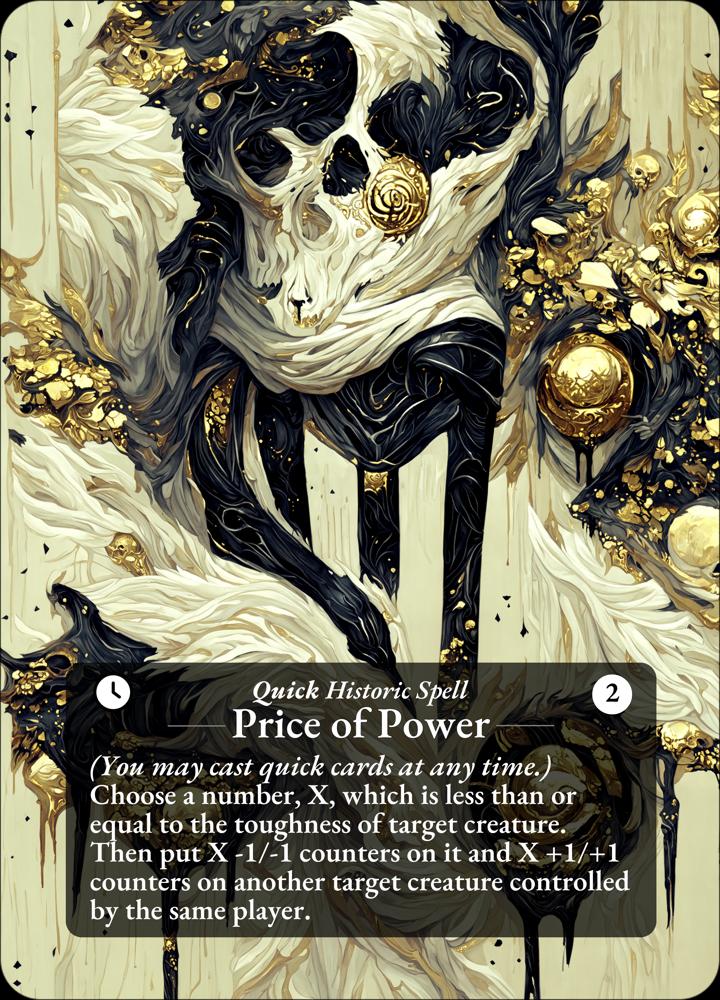 Quick Historic Spell
2
Price of Power
(You may cast quick cards at any time.)
Choose a number, X, which is less than or
equal to the toughness of target creature.
Then put X -1/-1 counters on it and X +1/+1
counters on another target creature controlled
by the same player.